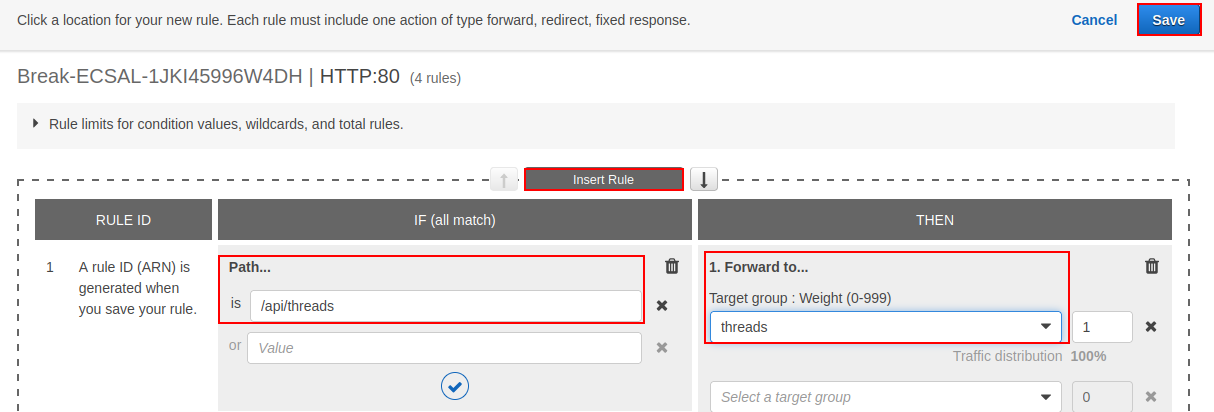 Click a location for your new rule. Each rule must include one action of type forward, redirect, fixed response.
Cancel
Save
Break-ECSAL-1JKI45996W4DH | HTTP:80 (4 rules)
Rule limits for condition values, wildcards, and total rules.
Insert Rule
RULE ID
IF (all match)
THEN
1
A rule ID (ARN) is
generated when
you save your rule.
Path...
is
/api/threads
or
Value
1. Forward to...
Target group : Weight (0-999)
threads
1
Traffic distribution 100%
Select a target group
0